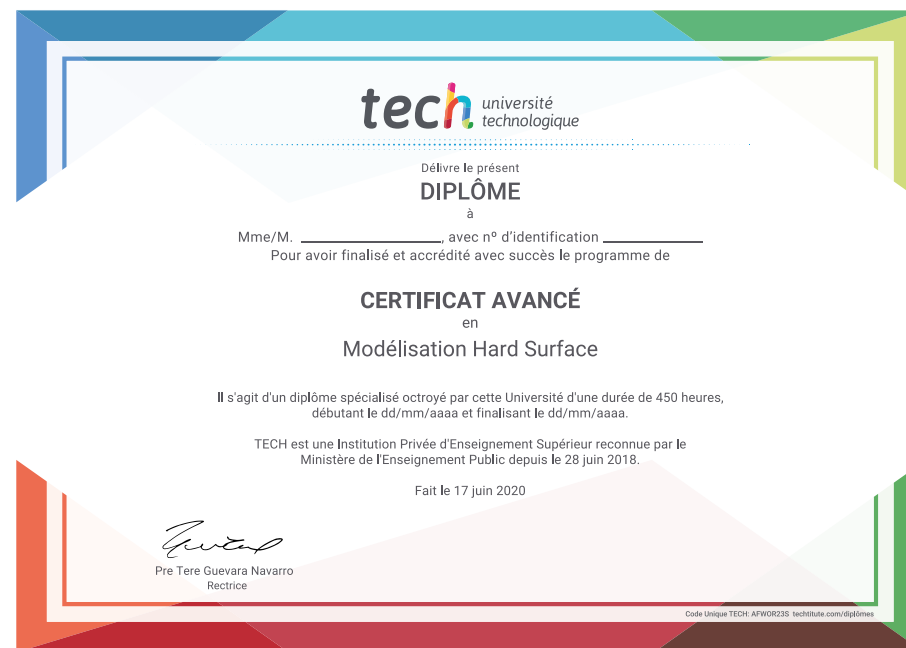 tech université
technologique
Délivre le présent
DIPLÔME
à
Mme/M. ____________, avec nº d'identification ____________
Pour avoir finalisé et accrédité avec succès le programme de
CERTIFICAT AVANCÉ
en
Modélisation Hard Surface
Il s'agit d'un diplôme spécialisé octroyé par cette Université d'une durée de 450 heures,
débutant le dd/mm/aaaa et finalisant le dd/mm/aaaa.
TECH est une Institution Privée d'Enseignement Supérieur reconnue par le
Ministère de l'Enseignement Public depuis le 28 juin 2018.
Fait le 17 juin 2020
Pre Tere Guevara Navarro
Rectrice
Code Unique TECH: AFWOR23S techtitute.com/diplômes